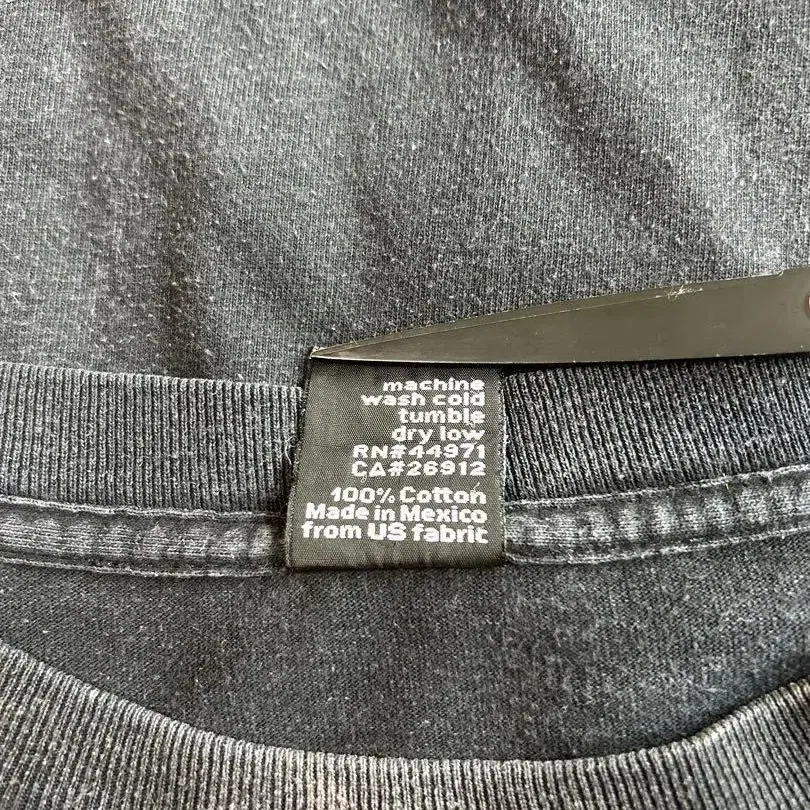 machine
wash cold
tumble
dry low
RN#44971
CA#26912
100% Cotton
Made in Mexico
from US fabric